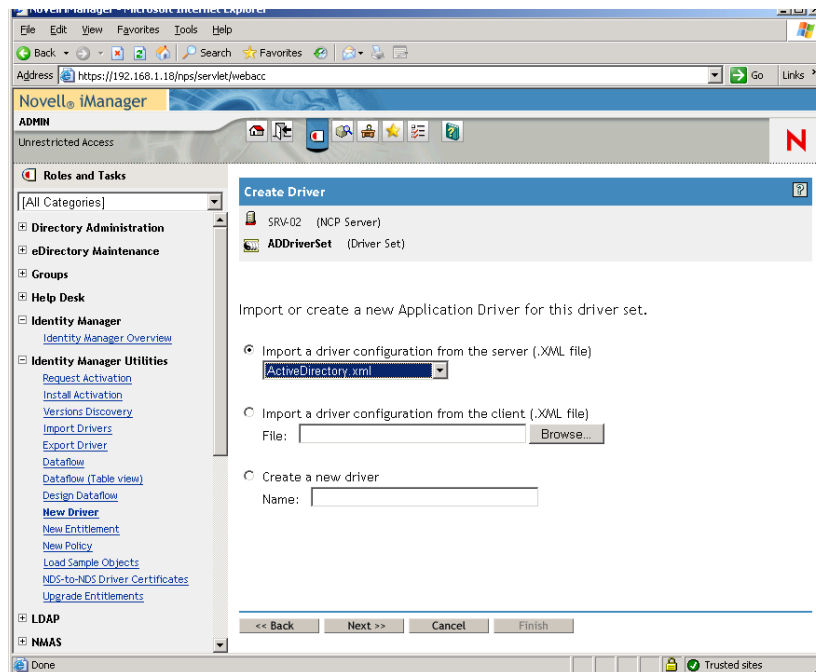 Novell iManager - Microsoft Internet Explorer
File Edit View Favorites Tools Help
Back Search Favorites
Address https://192.168.1.18/nps/servlet/webacc Go Links
Novell® iManager
ADMIN
Unrestricted Access
N
Roles and Tasks
[All Categories]
Directory Administration
eDirectory Maintenance
Groups
Help Desk
Identity Manager
Identity Manager Overview
Identity Manager Utilities
Request Activation
Install Activation
Versions Discovery
Import Drivers
Export Driver
Dataflow
Dataflow (Table view)
Design Dataflow
New Driver
New Entitlement
New Policy
Load Sample Objects
NDS-to-NDS Driver Certificates
Upgrade Entitlements
LDAP
NMAS
Create Driver ?
SRV-02 (NCP Server)
ADDriverSet (Driver Set)
Import or create a new Application Driver for this driver set.
Import a driver configuration from the server (.XML file)
ActiveDirectory.xml
Import a driver configuration from the client (.XML file)
File: Browse...
Create a new driver
Name:
<< Back Next >> Cancel Finish
Done Trusted sites